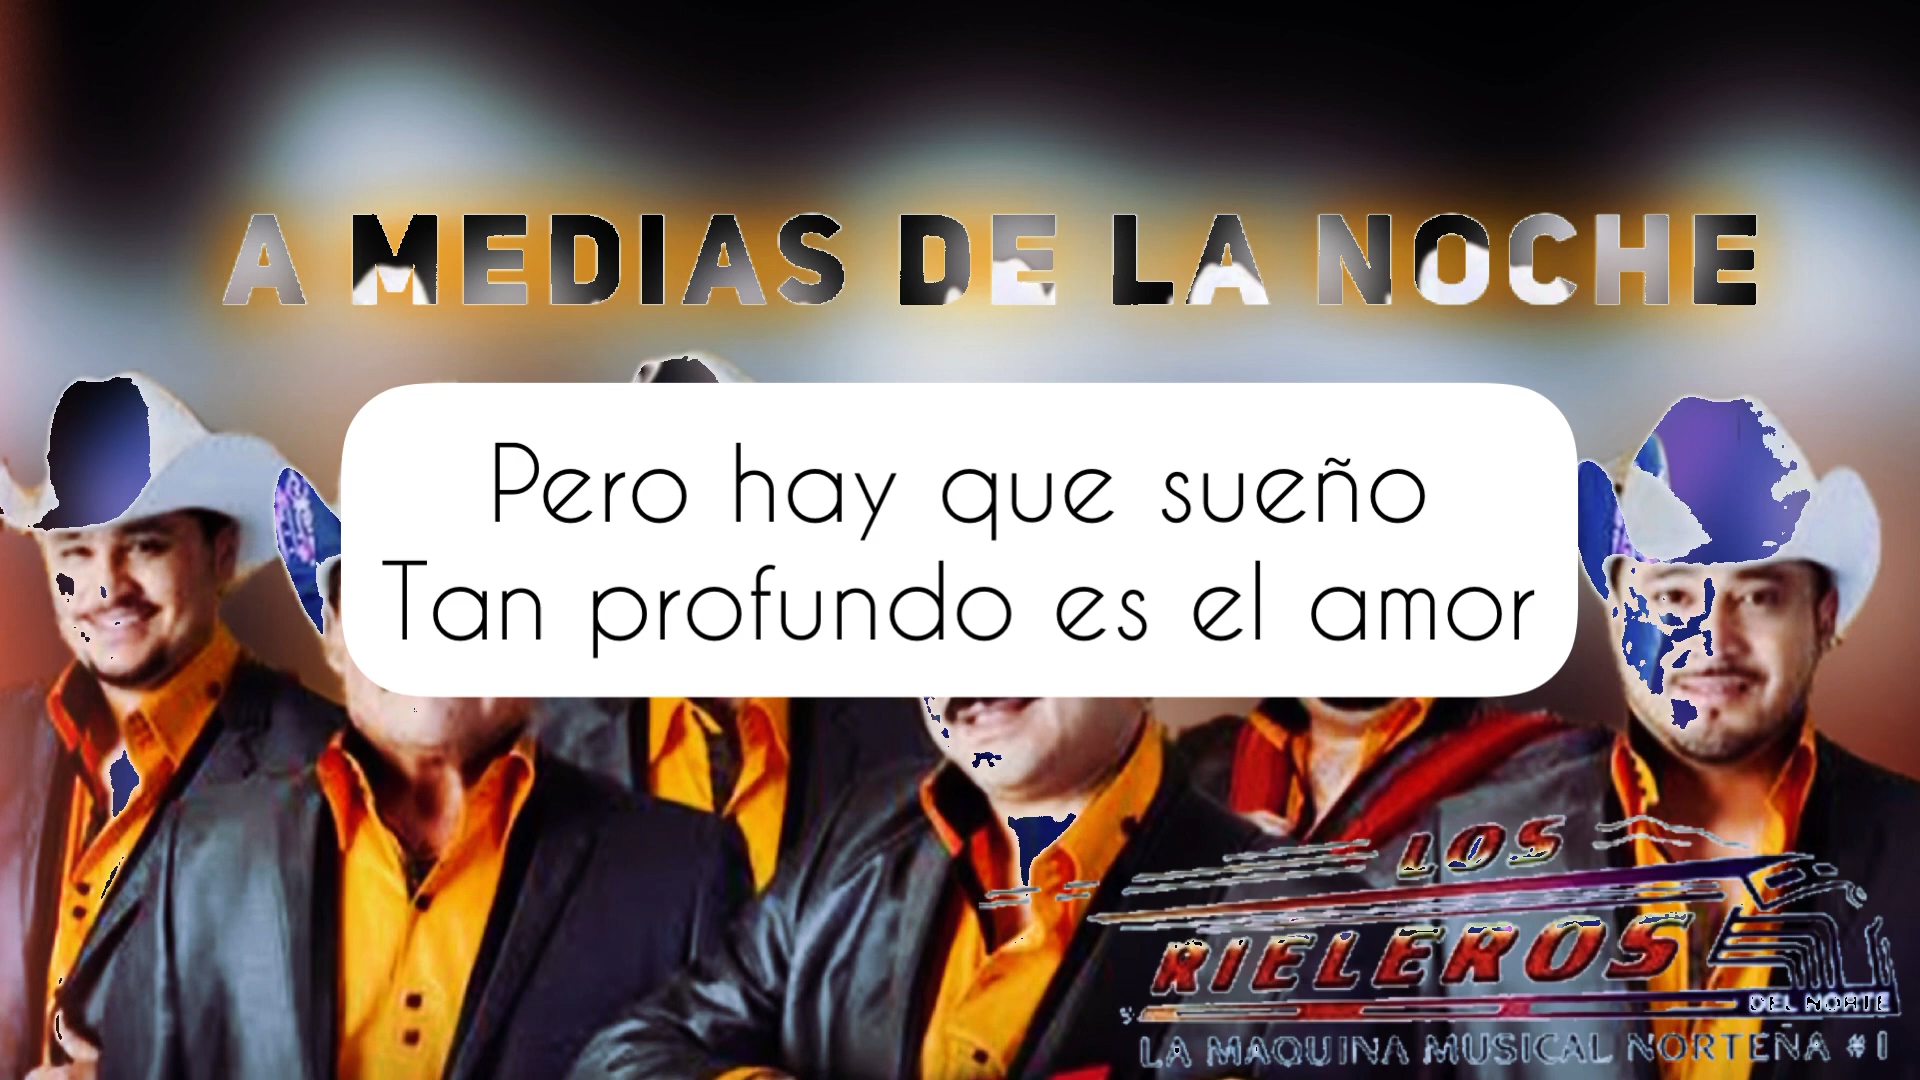 A MEDIAS DE LA NOCHE
Pero hay que sueño
Tan profundo es el amor
LOS
RIELEROS
DEL NORTE
LA MAQUINA MUSICAL NORTEÑA #1